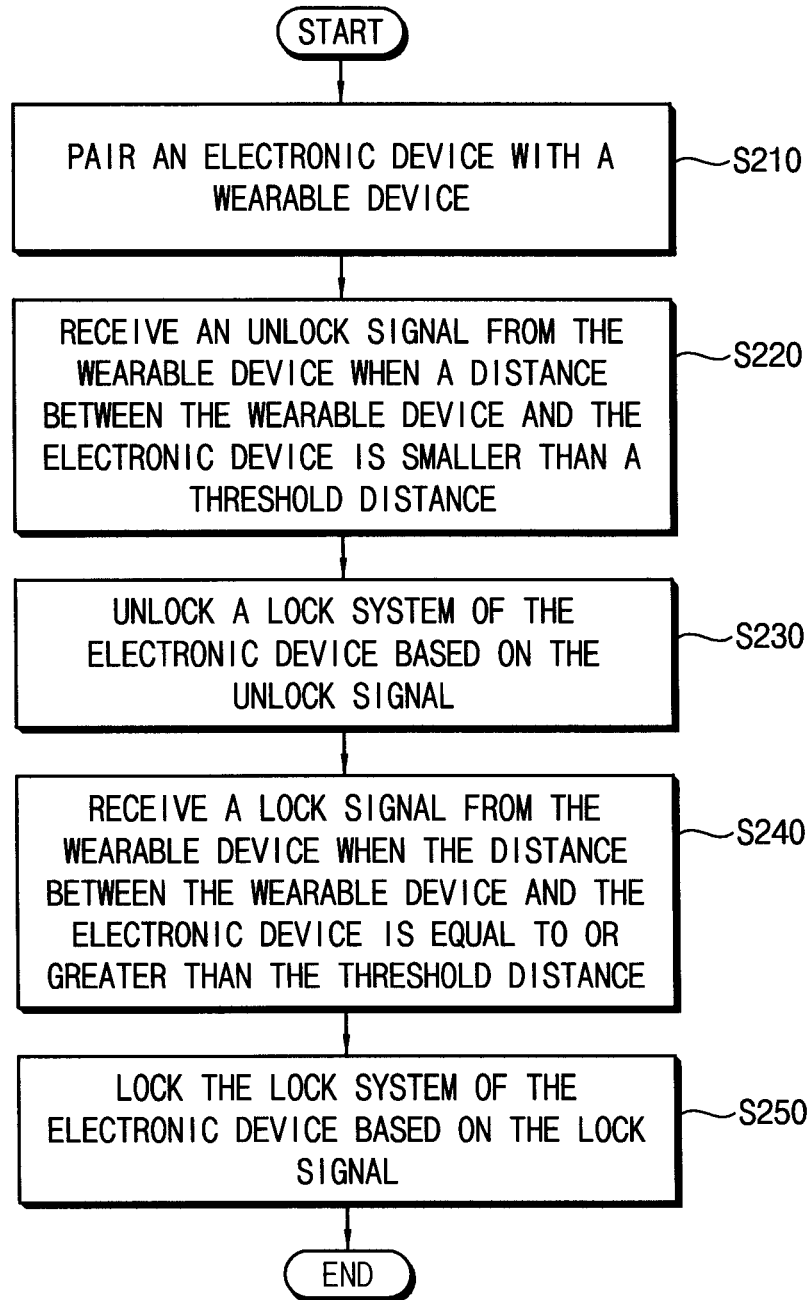 START
PAIR AN ELECTRONIC DEVICE WITH A
WEARABLE DEVICE
S210
RECEIVE AN UNLOCK SIGNAL FROM THE
WEARABLE DEVICE WHEN A DISTANCE
BETWEEN THE WEARABLE DEVICE AND THE
ELECTRONIC DEVICE IS SMALLER THAN A
THRESHOLD DISTANCE
S220
UNLOCK A LOCK SYSTEM OF THE
ELECTRONIC DEVICE BASED ON THE
UNLOCK SIGNAL
S230
RECEIVE A LOCK SIGNAL FROM THE
WEARABLE DEVICE WHEN THE DISTANCE
BETWEEN THE WEARABLE DEVICE AND THE
ELECTRONIC DEVICE IS EQUAL TO OR
GREATER THAN THE THRESHOLD DISTANCE
S240
LOCK THE LOCK SYSTEM OF THE
ELECTRONIC DEVICE BASED ON THE LOCK
SIGNAL
S250
END